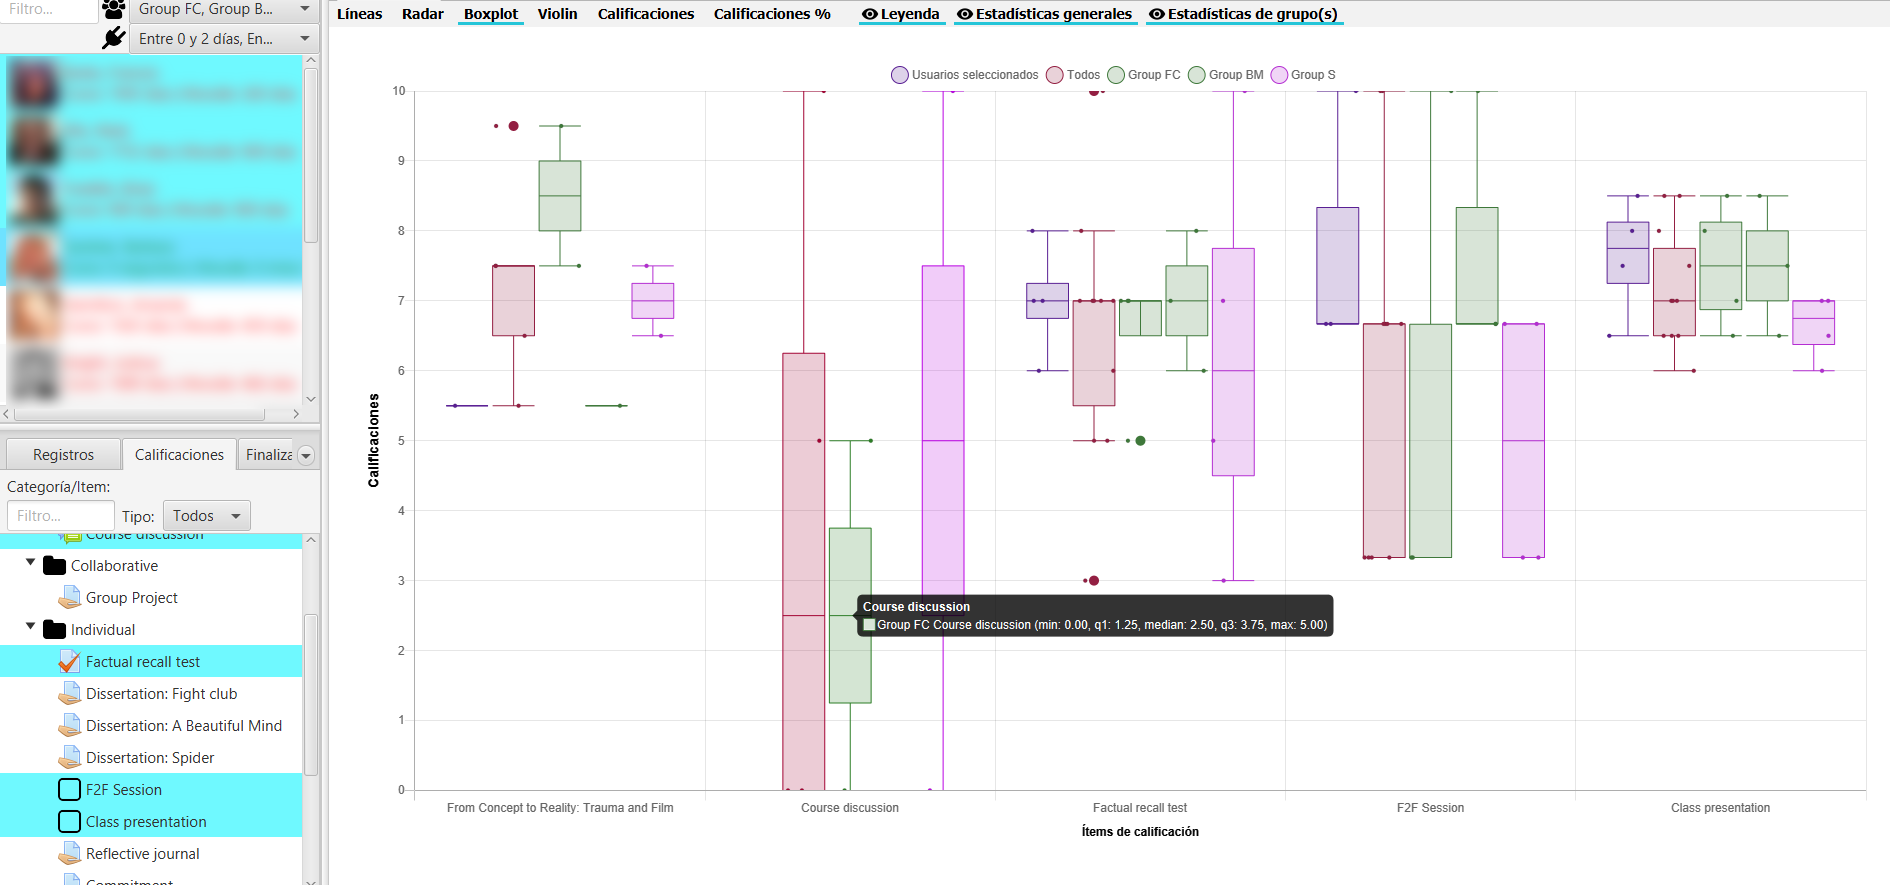 Filtro...
Group FC, Group B...
Entre 0 y 2 días, En...
Registros
Calificaciones
Finaliza
Categoría/Item:
Filtro...
Tipo:
Todos
Course discussion
Collaborative
Group Project
Individual
Factual recall test
Dissertation: Fight club
Dissertation: A Beautiful Mind
Dissertation: Spider
F2F Session
Class presentation
Reflective journal
Commitment
Líneas
Radar
Boxplot
Violin
Calificaciones
Calificaciones %
Leyenda
Estadísticas generales
Estadísticas de grupo(s)
Usuarios seleccionados
Todos
Group FC
Group BM
Group S
Calificaciones
10
9
8
7
6
5
4
3
2
1
0
Course discussion
Group FC Course discussion (min: 0.00, q1: 1.25, median: 2.50, q3: 3.75, max: 5.00)
From Concept to Reality: Trauma and Film
Course discussion
Factual recall test
F2F Session
Class presentation
Ítems de calificación